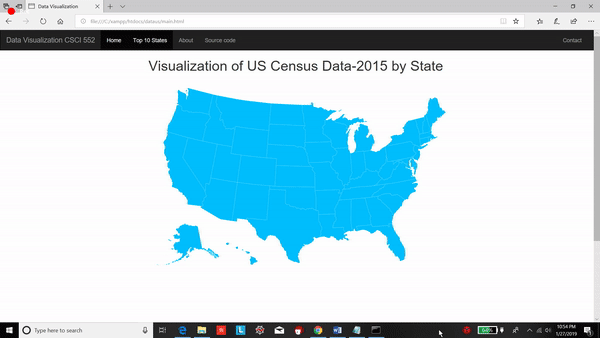 Data Visualization
file:///C:/xampp/htdocs/dataus/main.html
Data Visualization CSCI 552 Home Top 10 States About Source code Contact
Visualization of US Census Data-2015 by State
Type here to search
10:54 PM
1/27/2019